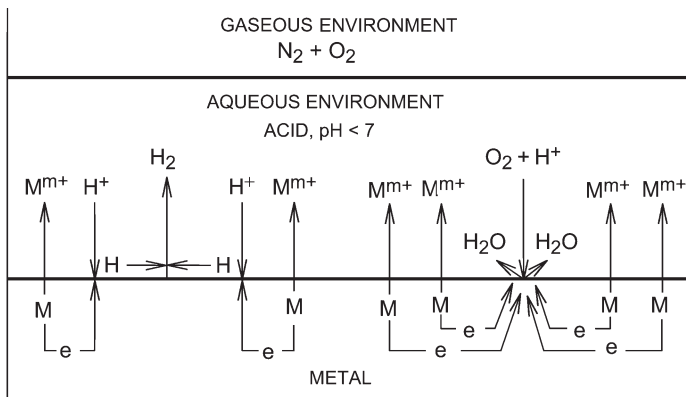 GASEOUS ENVIRONMENT
N₂ + O₂
AQUEOUS ENVIRONMENT
ACID, pH < 7
H₂
O₂ + H⁺
Mᵐ⁺ H⁺ H⁺ Mᵐ⁺ Mᵐ⁺ Mᵐ⁺ Mᵐ⁺ Mᵐ⁺
H₂O H₂O
H H
M M M M M M
e e e e
e e
METAL